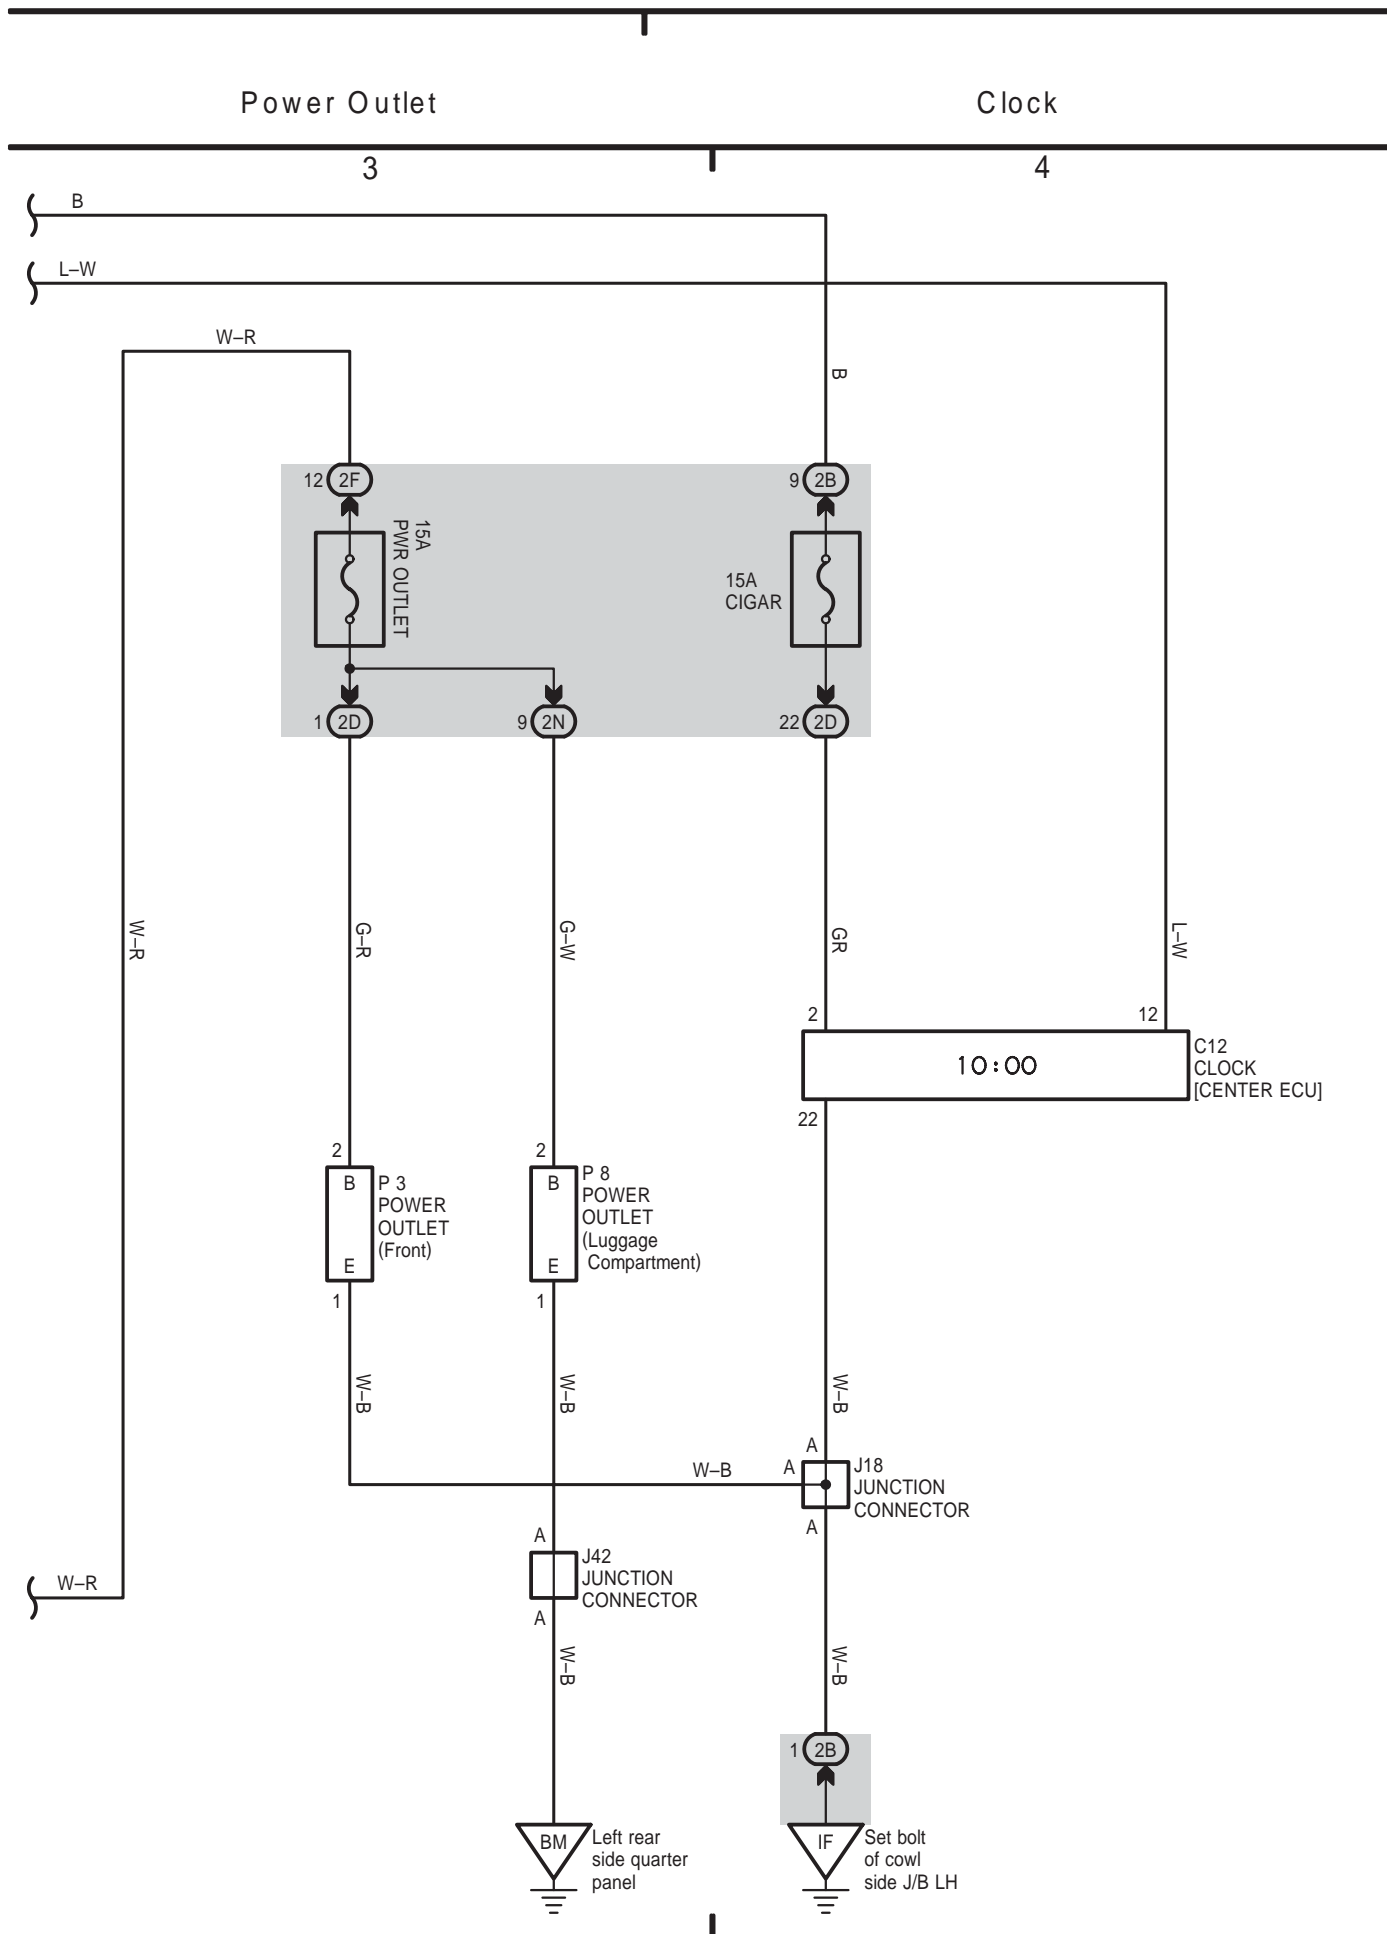 Power Outlet
Clock
3
4
B
L–W
W–R
B
12
2F
9
2B
15A
PWR OUTLET
15A
CIGAR
1
2D
9
2N
22
2D
W–R
G–R
G–W
GR
L–W
2
12
10:00
C12
CLOCK
[CENTER ECU]
22
2
B
E
1
P 3
POWER
OUTLET
(Front)
2
B
E
1
P 8
POWER
OUTLET
(Luggage
Compartment)
W–B
W–B
W–B
A
W–B
A
J18
JUNCTION
CONNECTOR
A
A
J42
JUNCTION
CONNECTOR
A
W–R
W–B
W–B
1
2B
BM
Left rear
side quarter
panel
IF
Set bolt
of cowl
side J/B LH